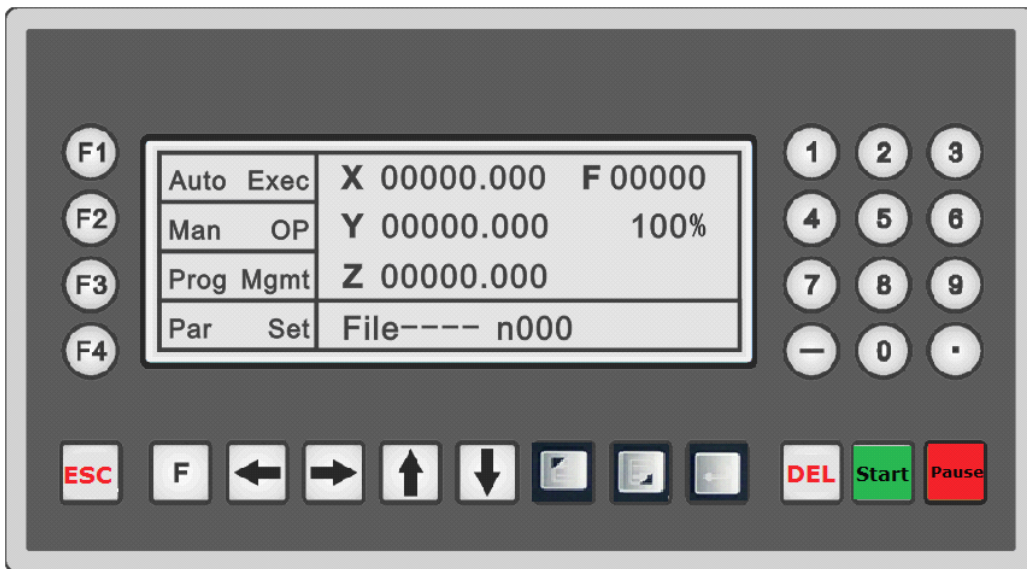 F1
F2
F3
F4
Auto Exec
Man OP
Prog Mgmt
Par Set
X 00000.000 F 00000
Y 00000.000 100%
Z 00000.000
File---- n000
1 2 3
4 5 6
7 8 9
— 0 .
ESC
F
DEL
Start
Pause